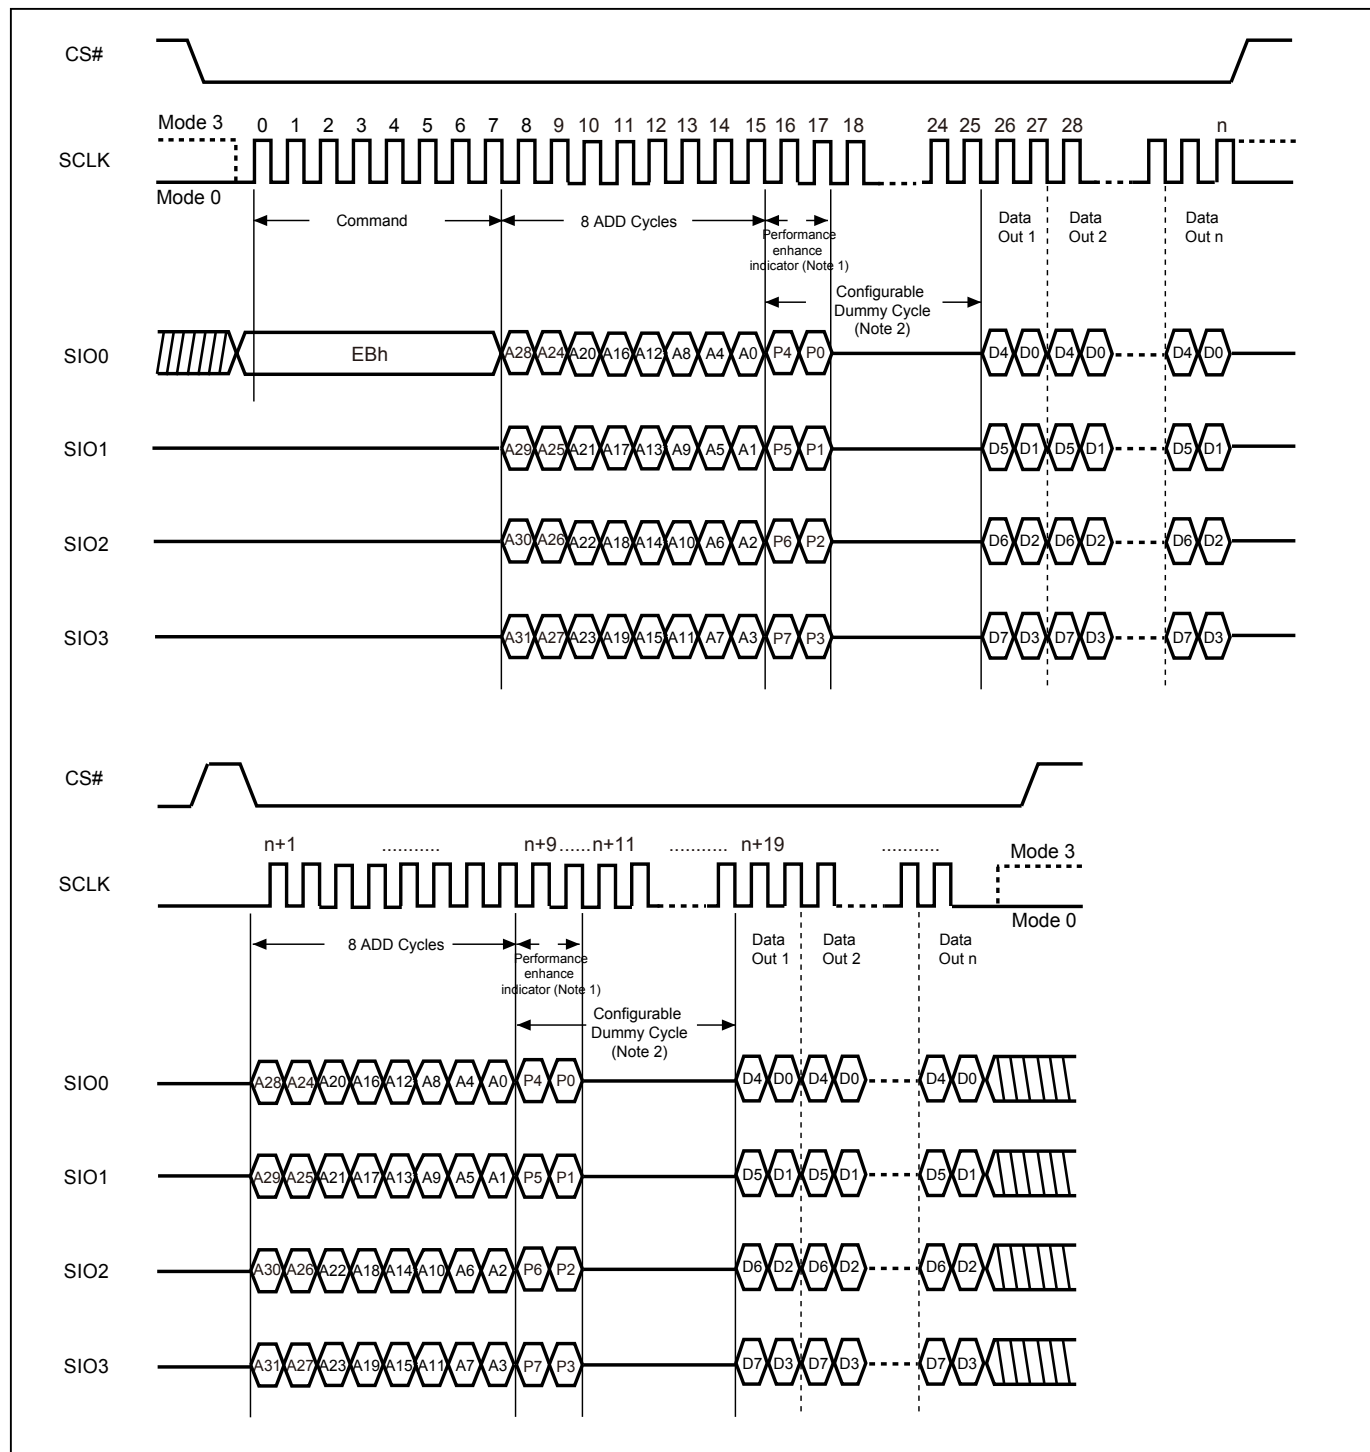 CS#
Mode 3
0 1 2 3 4 5 6 7 8 9 10 11 12 13 14 15 16 17 18 24 25 26 27 28 n
SCLK
Mode 0
Command
8 ADD Cycles
Performance
enhance
indicator (Note 1)
Data
Out 1
Data
Out 2
Data
Out n
Configurable
Dummy Cycle
(Note 2)
SIO0 EBh A28 A24 A20 A16 A12 A8 A4 A0 P4 P0 D4 D0 D4 D0 D4 D0
SIO1 A29 A25 A21 A17 A13 A9 A5 A1 P5 P1 D5 D1 D5 D1 D5 D1
SIO2 A30 A26 A22 A18 A14 A10 A6 A2 P6 P2 D6 D2 D6 D2 D6 D2
SIO3 A31 A27 A23 A19 A15 A11 A7 A3 P7 P3 D7 D3 D7 D3 D7 D3
CS#
n+1 ........... n+9......n+11 ........... n+19 ...........
Mode 3
SCLK
Mode 0
8 ADD Cycles
Performance
enhance
indicator (Note 1)
Data
Out 1
Data
Out 2
Data
Out n
Configurable
Dummy Cycle
(Note 2)
SIO0 A28 A24 A20 A16 A12 A8 A4 A0 P4 P0 D4 D0 D4 D0 D4 D0
SIO1 A29 A25 A21 A17 A13 A9 A5 A1 P5 P1 D5 D1 D5 D1 D5 D1
SIO2 A30 A26 A22 A18 A14 A10 A6 A2 P6 P2 D6 D2 D6 D2 D6 D2
SIO3 A31 A27 A23 A19 A15 A11 A7 A3 P7 P3 D7 D3 D7 D3 D7 D3